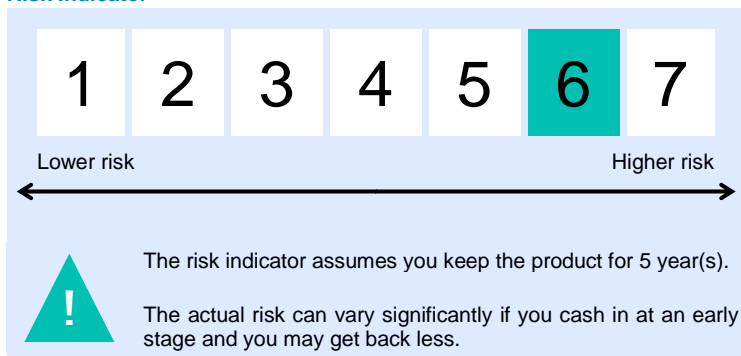 Risk Indicator
1 2 3 4 5 6 7
Lower risk Higher risk
!
The risk indicator assumes you keep the product for 5 year(s).
The actual risk can vary significantly if you cash in at an early
stage and you may get back less.